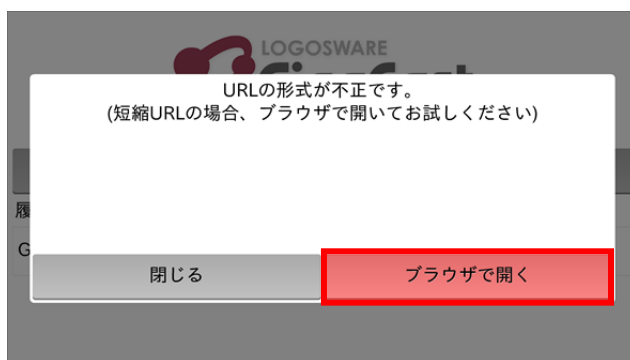 LOGOSWARE
URLの形式が不正です。
(短縮URLの場合、ブラウザで開いてお試しください)
履
G
閉じる
ブラウザで開く